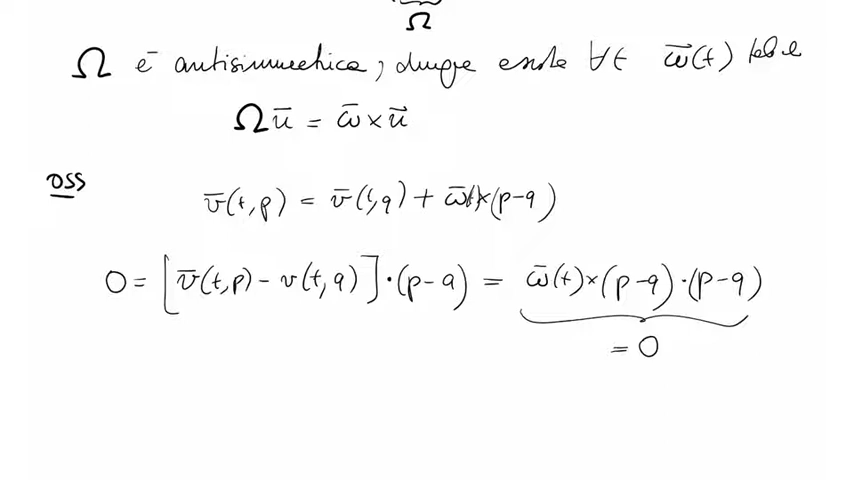 Ω
Ω è antisimmetrica, dunque esiste ∀t ω̄(t) tale
Ωū = ω̄ × ū
OSS
v̄(t,p) = v̄(t,q) + ω̄ × (p-q)
0 = [v̄(t,p) - v(t,q)]·(p-q) = ω̄(t)×(p-q)·(p-q)
= 0